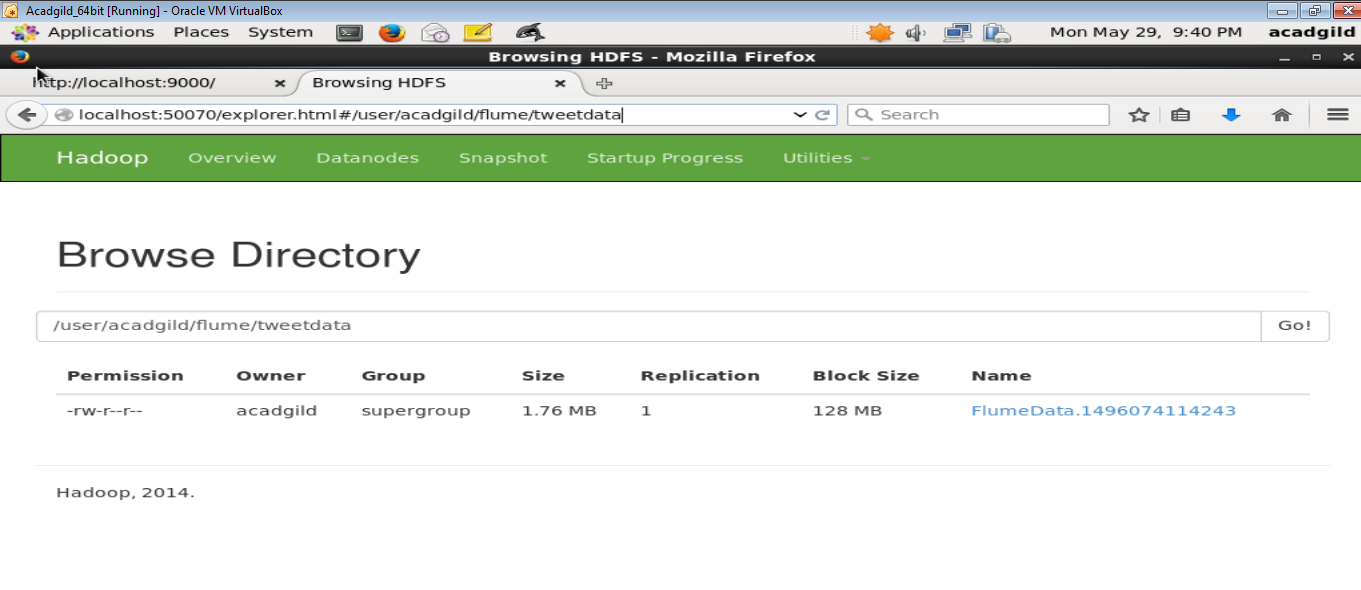 Acadgild_64bit [Running] - Oracle VM VirtualBox
Applications Places System Mon May 29, 9:40 PM acadgild
Browsing HDFS - Mozilla Firefox
http://localhost:9000/ Browsing HDFS
localhost:50070/explorer.html#/user/acadgild/flume/tweetdata Search
Hadoop Overview Datanodes Snapshot Startup Progress Utilities
Browse Directory
/user/acadgild/flume/tweetdata Go!
Permission Owner Group Size Replication Block Size Name
-rw-r--r-- acadgild supergroup 1.76 MB 1 128 MB FlumeData.1496074114243
Hadoop, 2014.